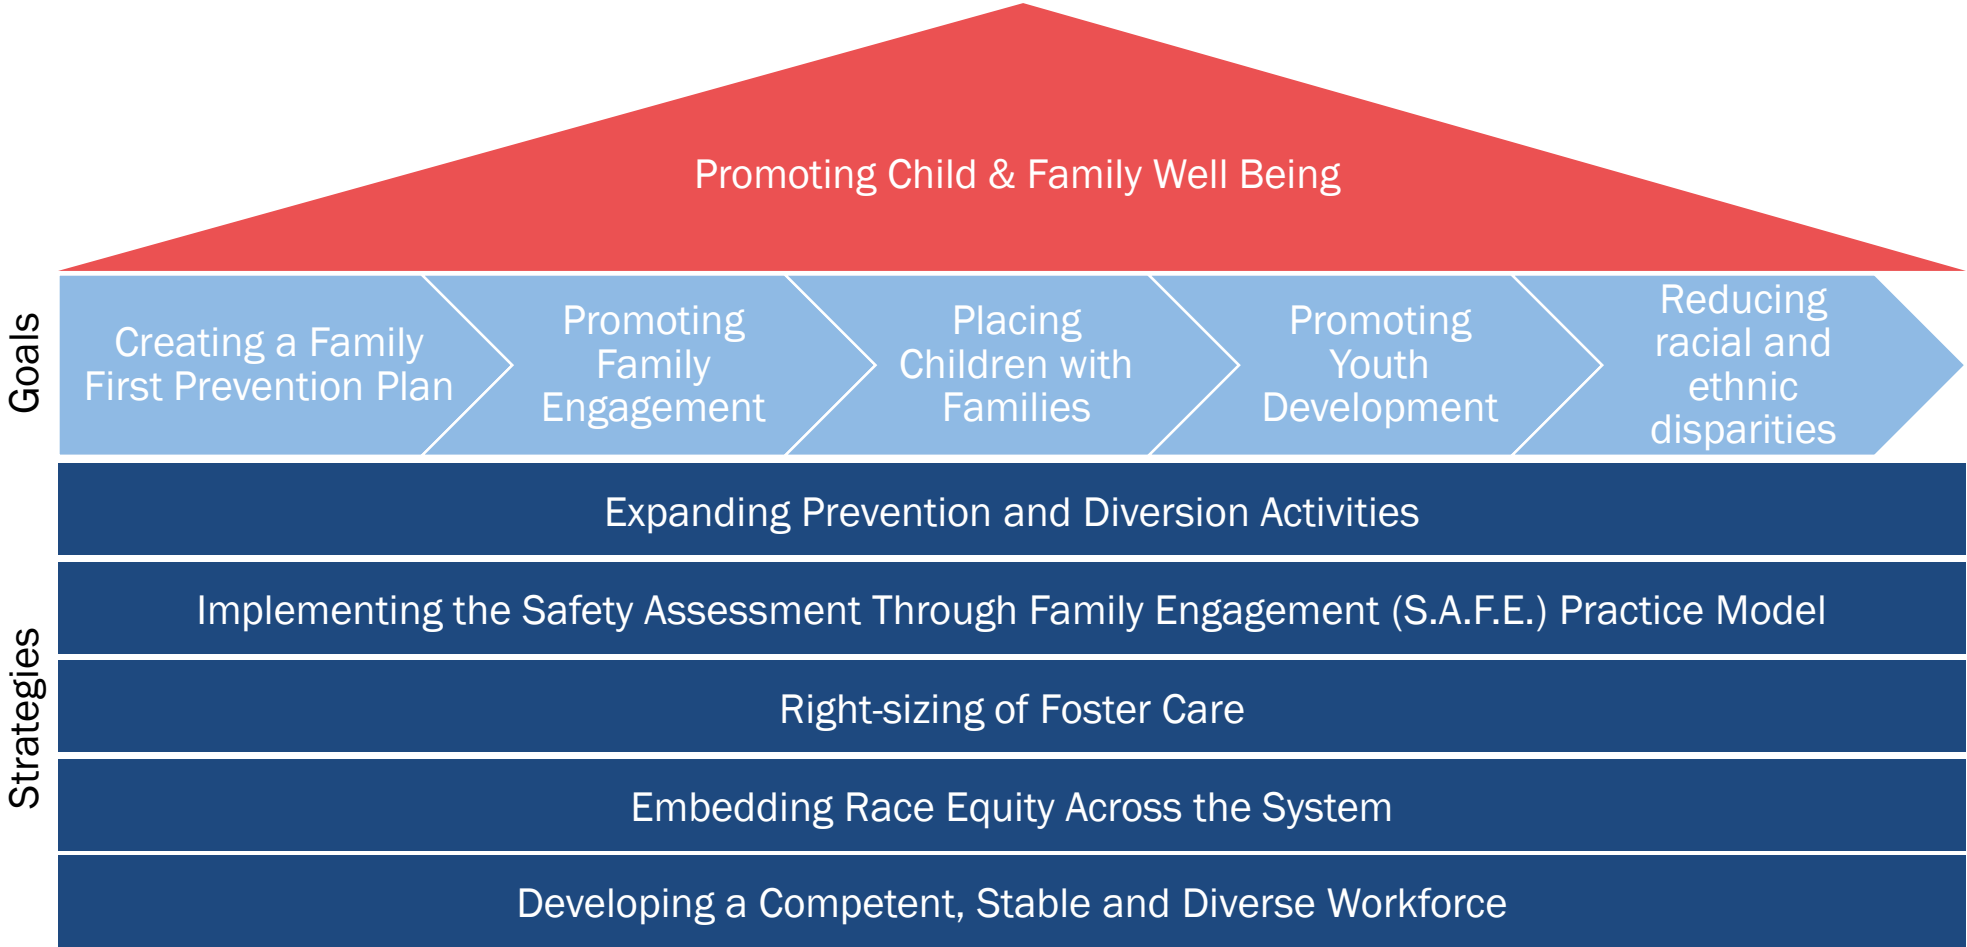 Promoting Child & Family Well Being
Goals
Creating a Family
First Prevention Plan
Promoting
Family
Engagement
Placing
Children with
Families
Promoting
Youth
Development
Reducing
racial and
ethnic
disparities
Strategies
Expanding Prevention and Diversion Activities
Implementing the Safety Assessment Through Family Engagement (S.A.F.E.) Practice Model
Right-sizing of Foster Care
Embedding Race Equity Across the System
Developing a Competent, Stable and Diverse Workforce